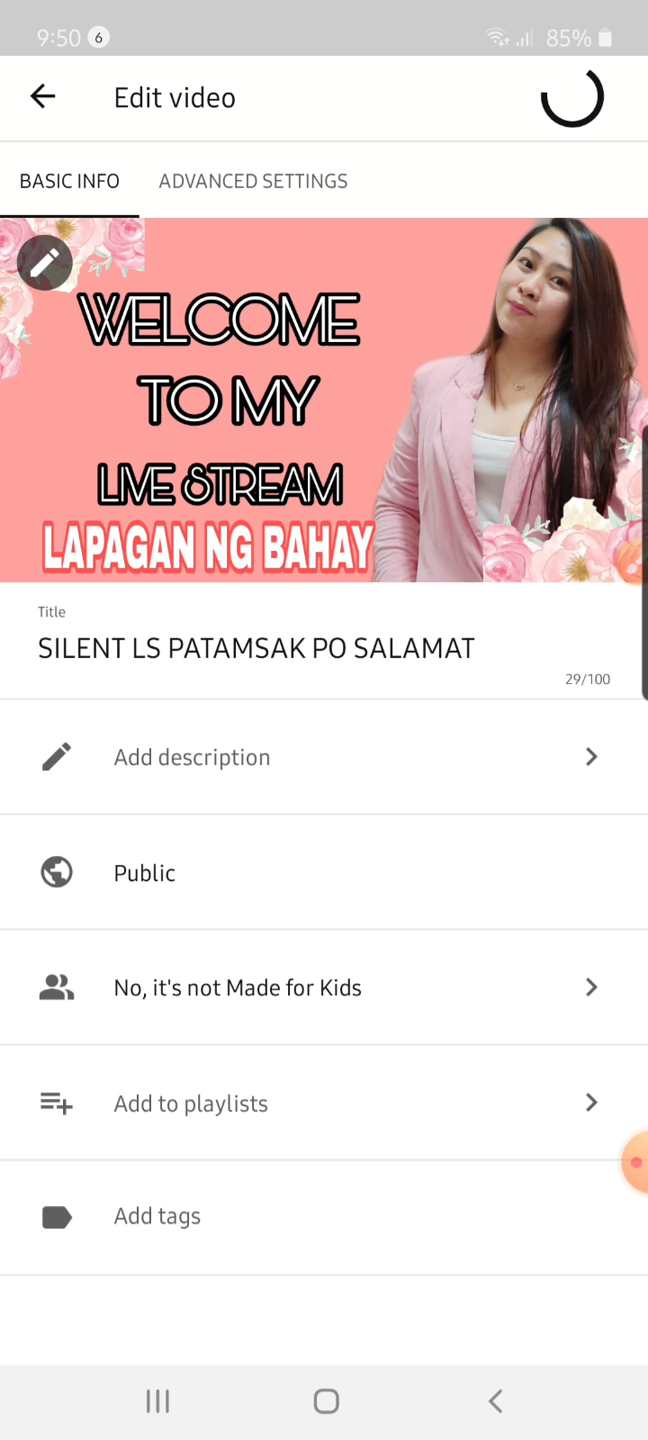 9:50 6 85%
Edit video
BASIC INFO ADVANCED SETTINGS
WELCOME
TO MY
LIVE STREAM
LAPAGAN NG BAHAY
Title
SILENT LS PATAMSAK PO SALAMAT
29/100
Add description
Public
No, it's not Made for Kids
Add to playlists
Add tags